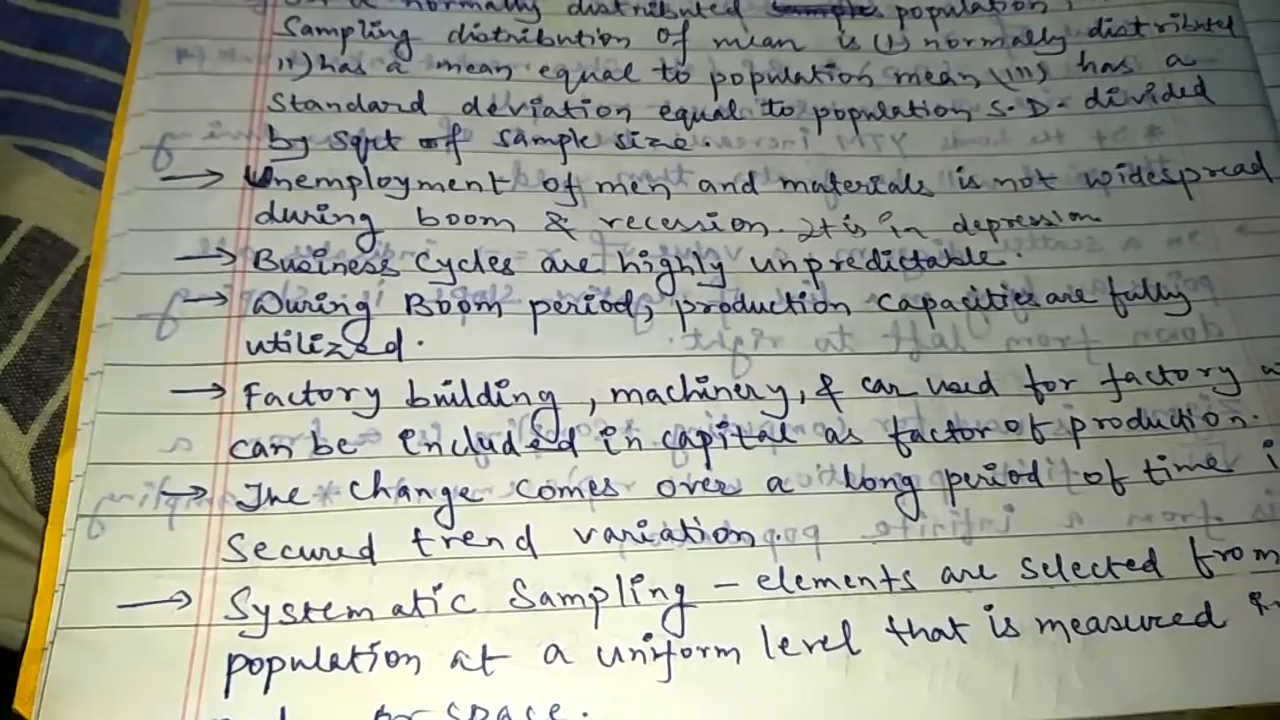 a normally distributed population,
Sampling distribution of mean is (i) normally distributed
ii) has a mean equal to population mean, (iii) has a
Standard deviation equal to population S.D. divided
by sqrt of sample size.
→ Unemployment of men and materials is not widespread
during boom & recession. It is in depression
→ Business Cycles are highly unpredictable.
→ During Boom period, production capacities are fully
utilized.
→ Factory building, machinery, & car used for factory
can be included in capital as factor of production.
→ The change comes over a long period of time
Secured trend variation.
→ Systematic Sampling - elements are selected from
population at a uniform level that is measured in
or space.